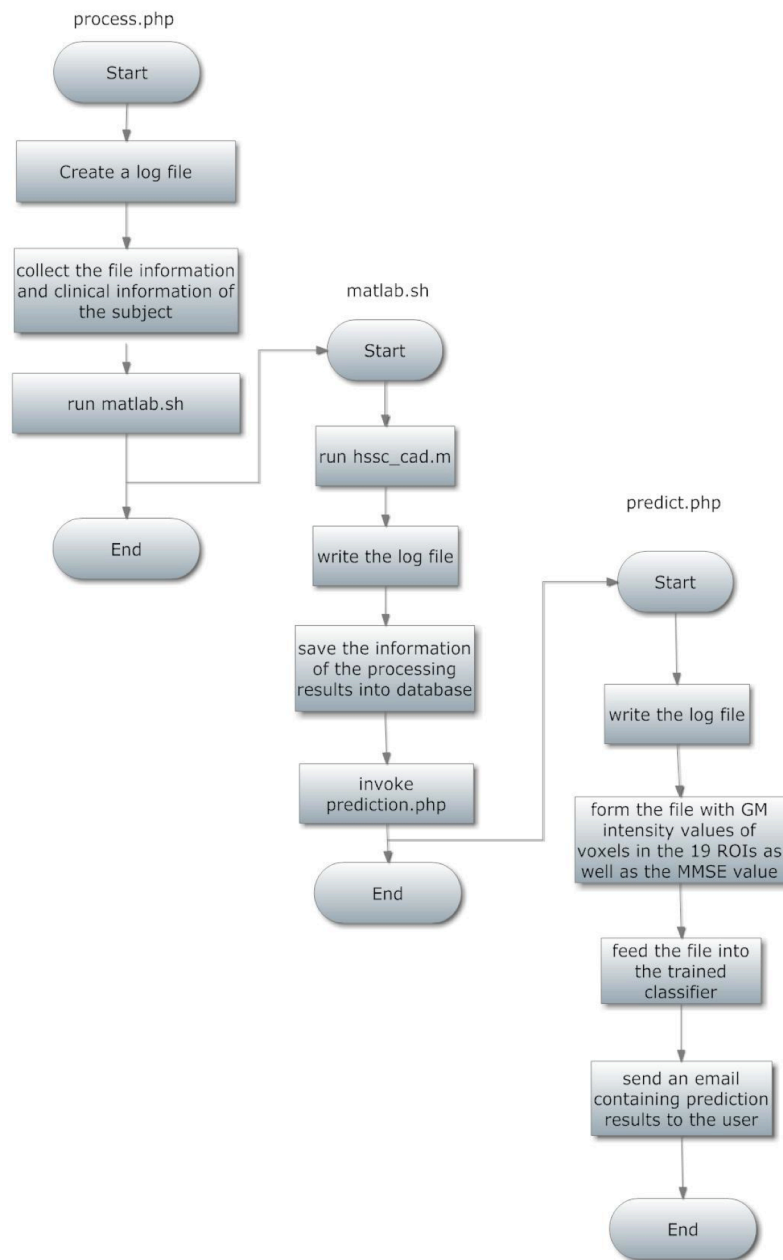 process.php
Start
Create a log file
collect the file information
and clinical information of
the subject
run matlab.sh
End
matlab.sh
Start
run hssc_cad.m
write the log file
save the information
of the processing
results into database
invoke
prediction.php
End
predict.php
Start
write the log file
form the file with GM
intensity values of
voxels in the 19 ROIs as
well as the MMSE value
feed the file into
the trained
classifier
send an email
containing prediction
results to the user
End